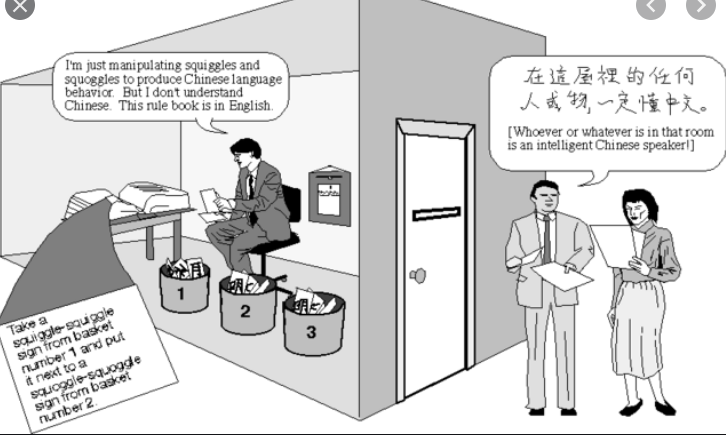 I'm just manipulating squiggles and
squoggles to produce Chinese language
behavior. But I don't understand
Chinese. This rule book is in English.
在這屋裡的任何
人或物,一定懂中文。
[Whoever or whatever is in that room
is an intelligent Chinese speaker!]
1
2
3
Take a
squiggle-squiggle
sign from basket
number 1 and put
it next to a
squoggle-squoggle
sign from basket
number 2.